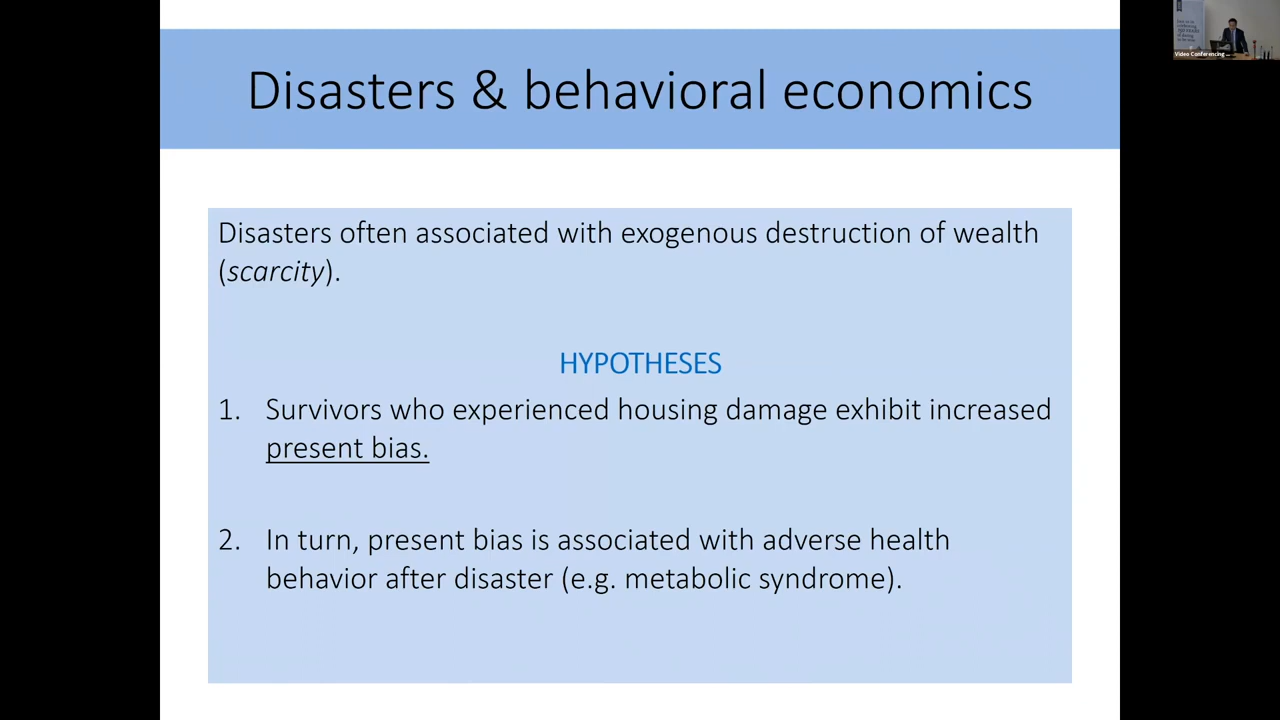 Disasters & behavioral economics
Disasters often associated with exogenous destruction of wealth
(scarcity).
HYPOTHESES
1. Survivors who experienced housing damage exhibit increased
present bias.
2. In turn, present bias is associated with adverse health
behavior after disaster (e.g. metabolic syndrome).
Video Conferencing ...